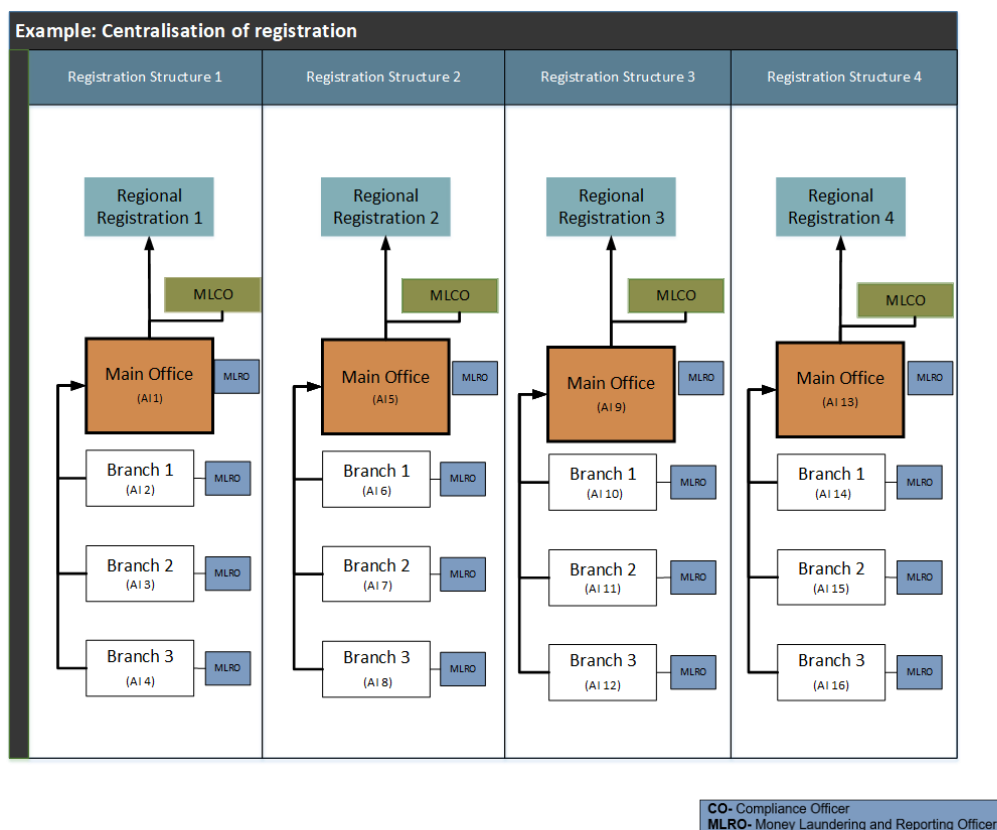 Example: Centralisation of registration
Registration Structure 1
Registration Structure 2
Registration Structure 3
Registration Structure 4
Regional
Registration 1
MLCO
Main Office
(AI 1)
MLRO
Branch 1
(AI 2)
MLRO
Branch 2
(AI 3)
MLRO
Branch 3
(AI 4)
MLRO
Regional
Registration 2
MLCO
Main Office
(AI 5)
MLRO
Branch 1
(AI 6)
MLRO
Branch 2
(AI 7)
MLRO
Branch 3
(AI 8)
MLRO
Regional
Registration 3
MLCO
Main Office
(AI 9)
MLRO
Branch 1
(AI 10)
MLRO
Branch 2
(AI 11)
MLRO
Branch 3
(AI 12)
MLRO
Regional
Registration 4
MLCO
Main Office
(AI 13)
MLRO
Branch 1
(AI 14)
MLRO
Branch 2
(AI 15)
MLRO
Branch 3
(AI 16)
MLRO
CO- Compliance Officer
MLRO- Money Laundering and Reporting Officer